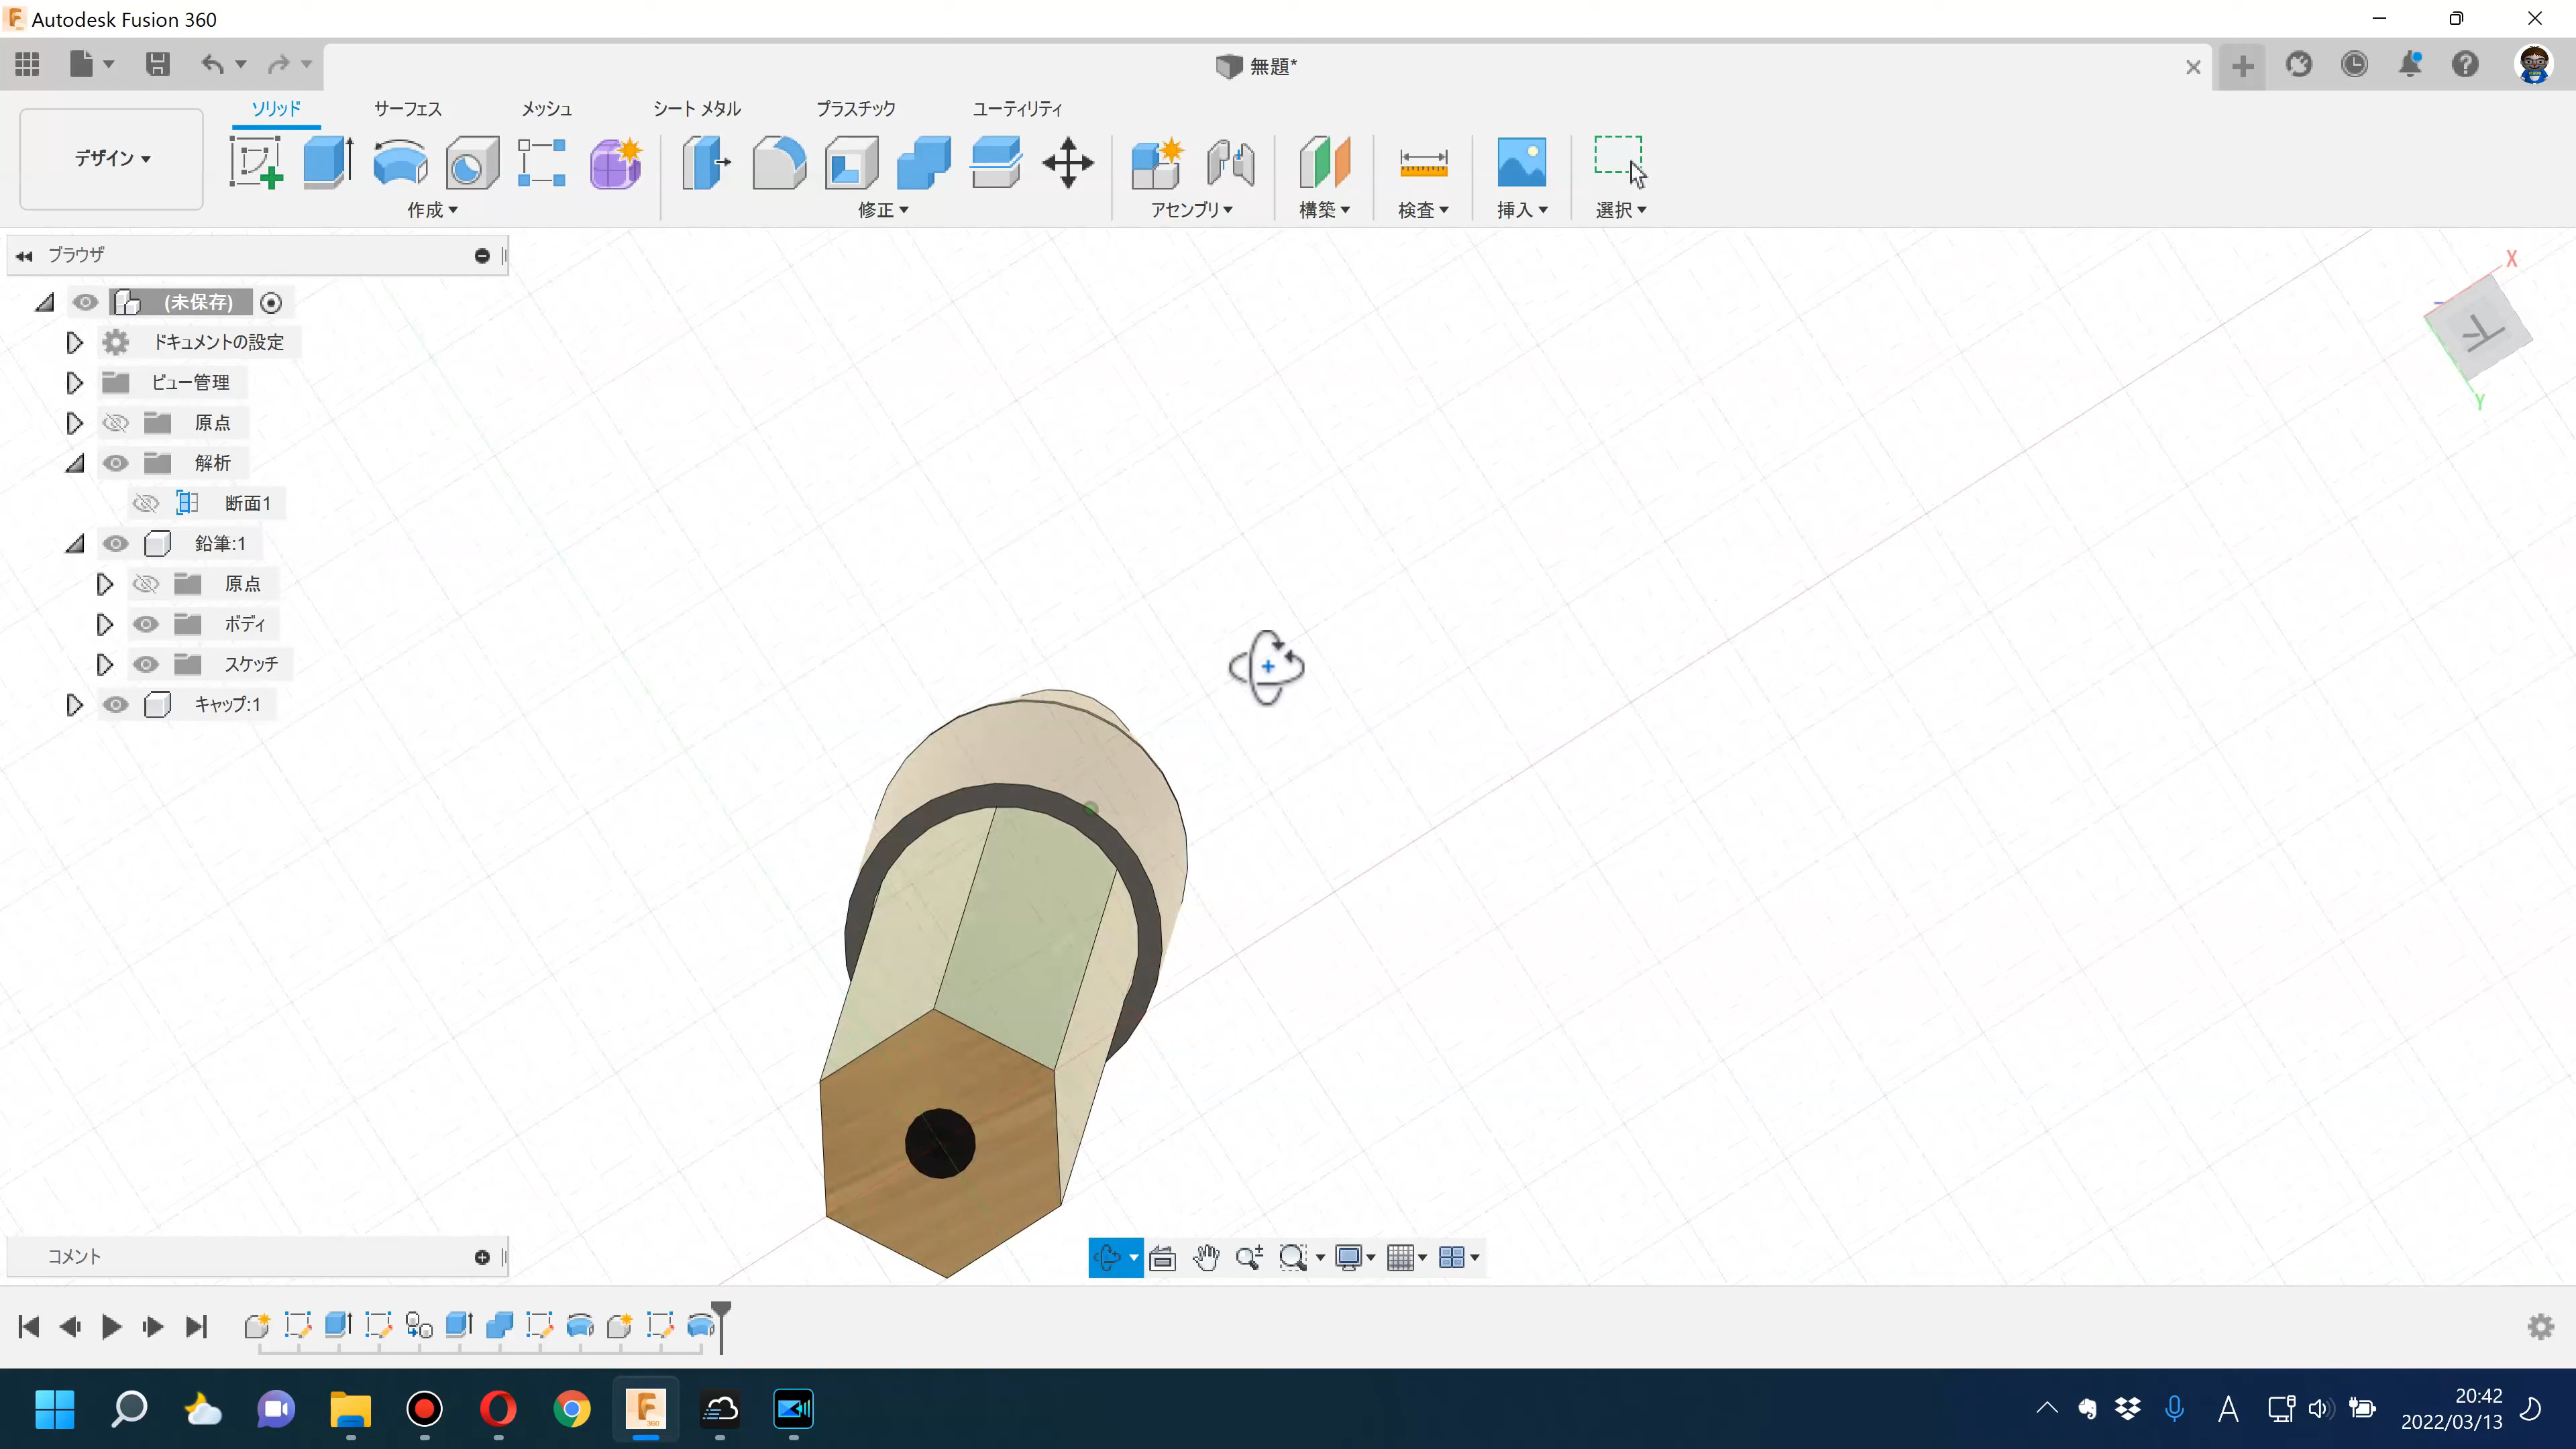 Autodesk Fusion 360
無題*
ソリッド サーフェス メッシュ シート メタル プラスチック ユーティリティ
デザイン
作成 修正 アセンブリ 構築 検査 挿入 選択
ブラウザ
(未保存)
ドキュメントの設定
ビュー管理
原点
解析
断面1
鉛筆:1
原点
ボディ
スケッチ
キャップ:1
X
下
Y
コメント
360
A
20:42
2022/03/13